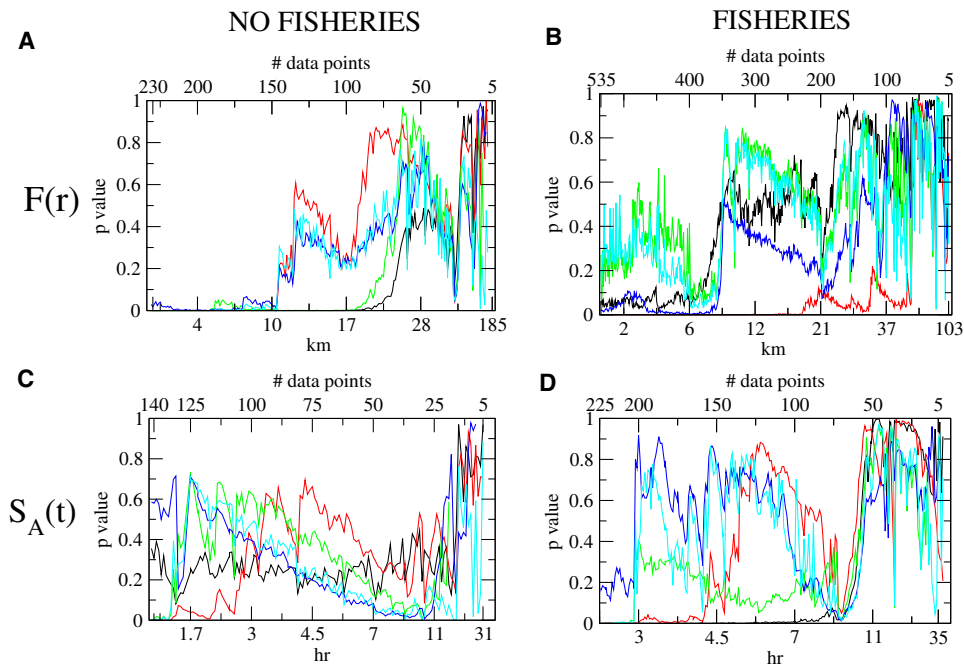 NO FISHERIES
FISHERIES
A
# data points
230 200 150 100 50 5
1
0.8
0.6
0.4
0.2
0
p value
F(r)
4 10 17 28 185
km
B
# data points
535 400 300 200 100 5
1
0.8
0.6
0.4
0.2
0
p value
2 6 12 21 37 103
km
C
# data points
140 125 100 75 50 25 5
1
0.8
0.6
0.4
0.2
0
p value
S_A(t)
1.7 3 4.5 7 11 31
hr
D
# data points
225 200 150 100 50 5
1
0.8
0.6
0.4
0.2
0
p value
3 4.5 7 11 35
hr